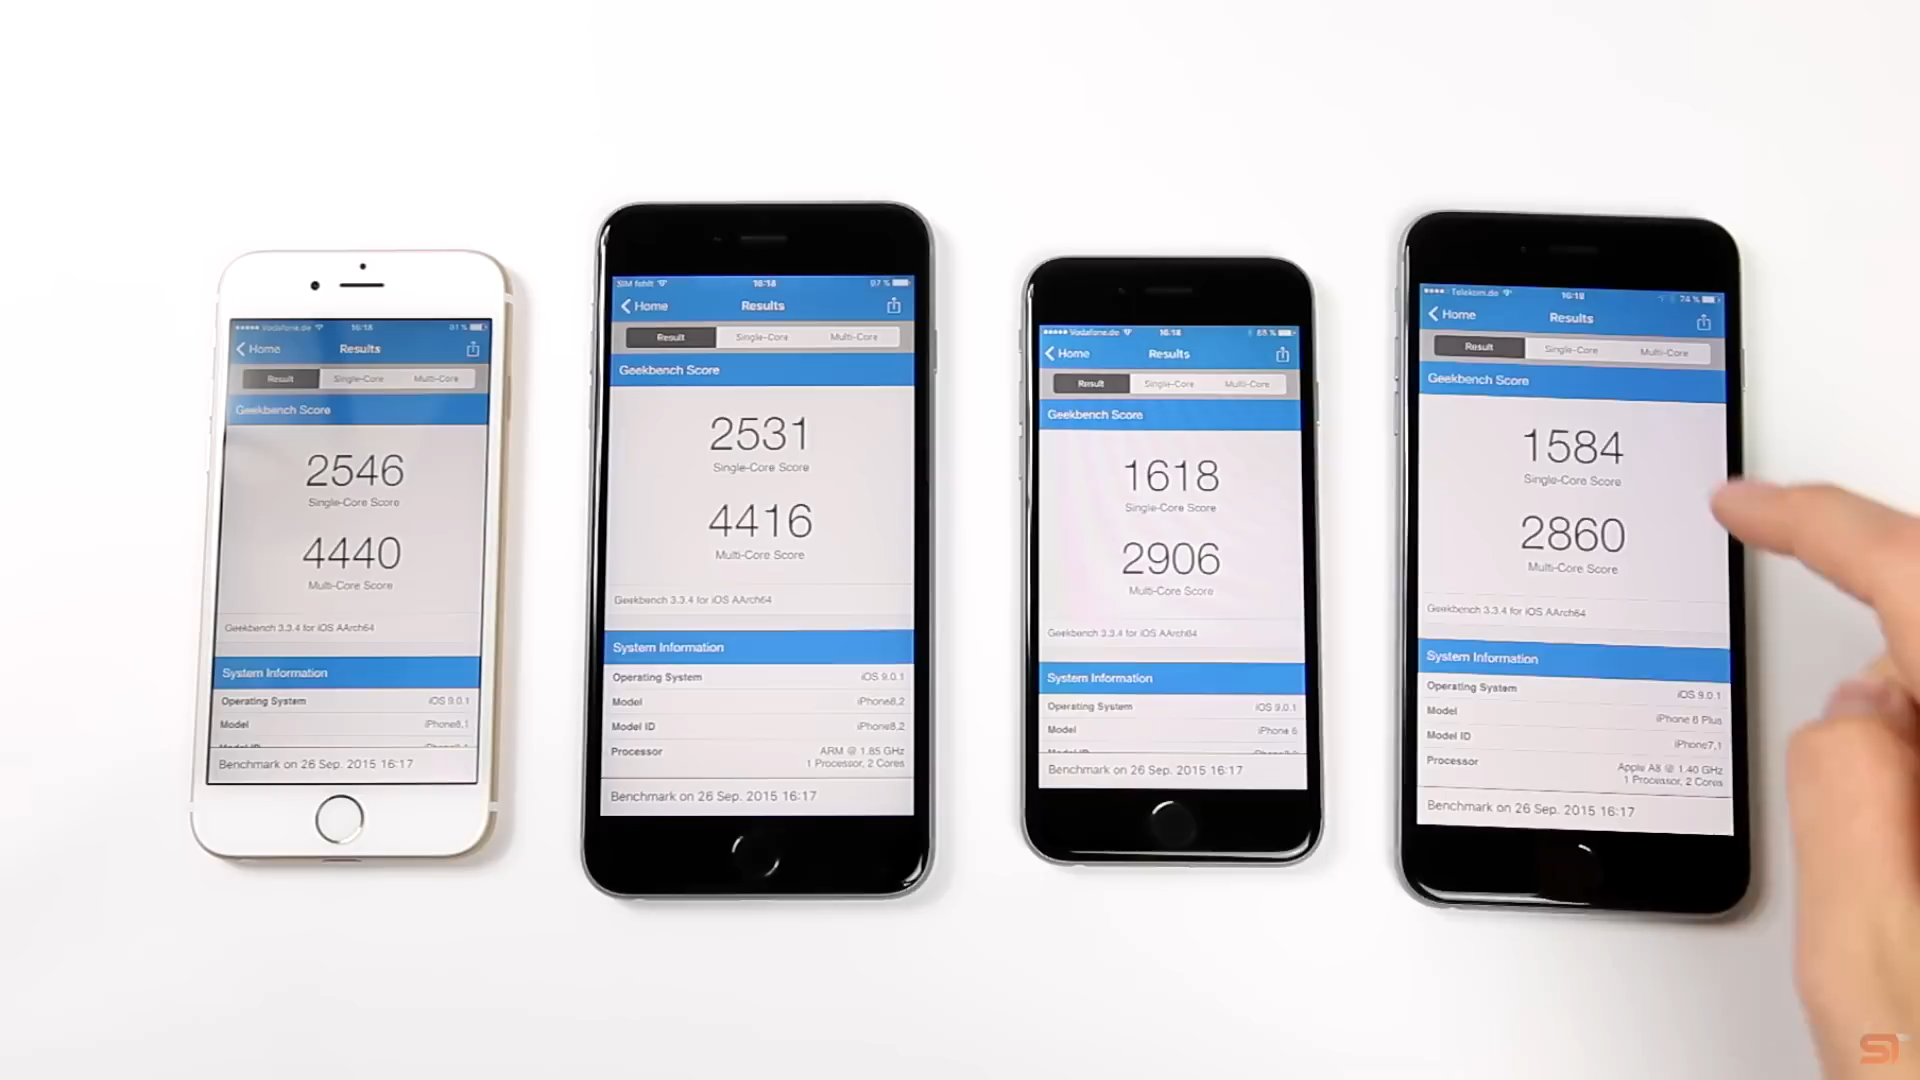 Vodafone.de 16:18 81 %
Home Results
Result Single-Core Multi-Core
Geekbench Score
2546
Single-Core Score
4440
Multi-Core Score
Geekbench 3.3.4 for iOS AArch64
System Information
Operating System iOS 9.0.1
Model iPhone8,1
Benchmark on 26 Sep. 2015 16:17
SIM fehlt 16:18 97 %
Home Results
Result Single-Core Multi-Core
Geekbench Score
2531
Single-Core Score
4416
Multi-Core Score
Geekbench 3.3.4 for iOS AArch64
System Information
Operating System iOS 9.0.1
Model iPhone8,2
Model ID iPhone8,2
Processor ARM @ 1.85 GHz
1 Processor, 2 Cores
Benchmark on 26 Sep. 2015 16:17
Vodafone.de 16:18
Home Results
Result Single-Core Multi-Core
Geekbench Score
1618
Single-Core Score
2906
Multi-Core Score
Geekbench 3.3.4 for iOS AArch64
System Information
Operating System iOS 9.0.1
Model iPhone 6
Benchmark on 26 Sep. 2015 16:17
Telekom.de 16:18 74 %
Home Results
Result Single-Core Multi-Core
Geekbench Score
1584
Single-Core Score
2860
Multi-Core Score
Geekbench 3.3.4 for iOS AArch64
System Information
Operating System iOS 9.0.1
Model iPhone 6 Plus
Model ID iPhone7,1
Processor Apple A8 @ 1.40 GHz
1 Processor, 2 Cores
Benchmark on 26 Sep. 2015 16:17